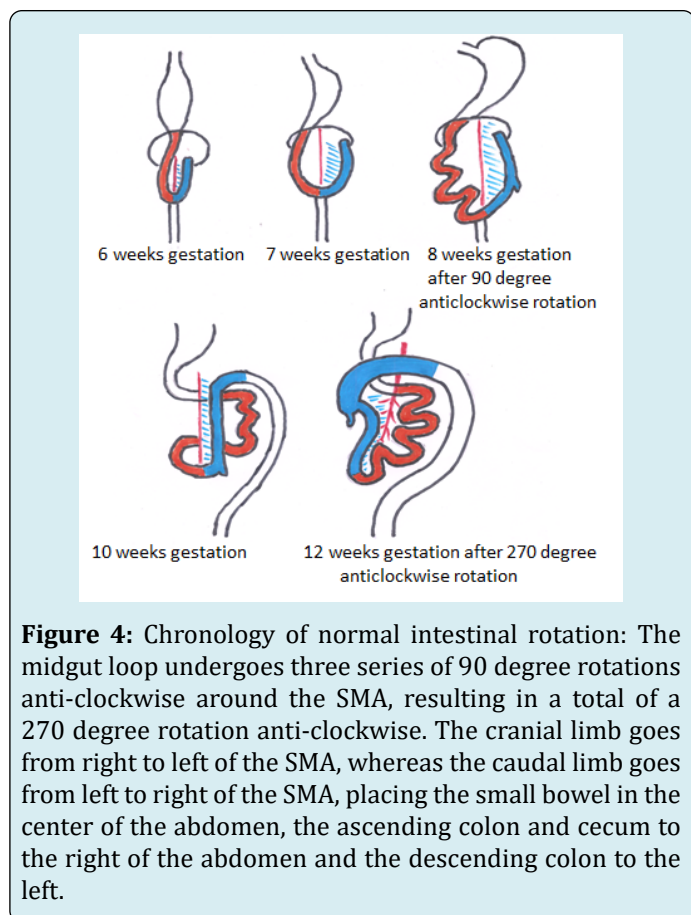 6 weeks gestation
7 weeks gestation
8 weeks gestation
after 90 degree
anticlockwise rotation
10 weeks gestation
12 weeks gestation after 270 degree
anticlockwise rotation
Figure 4: Chronology of normal intestinal rotation: The
midgut loop undergoes three series of 90 degree rotations
anti-clockwise around the SMA, resulting in a total of a
270 degree rotation anti-clockwise. The cranial limb goes
from right to left of the SMA, whereas the caudal limb goes
from left to right of the SMA, placing the small bowel in the
center of the abdomen, the ascending colon and cecum to
the right of the abdomen and the descending colon to the
left.